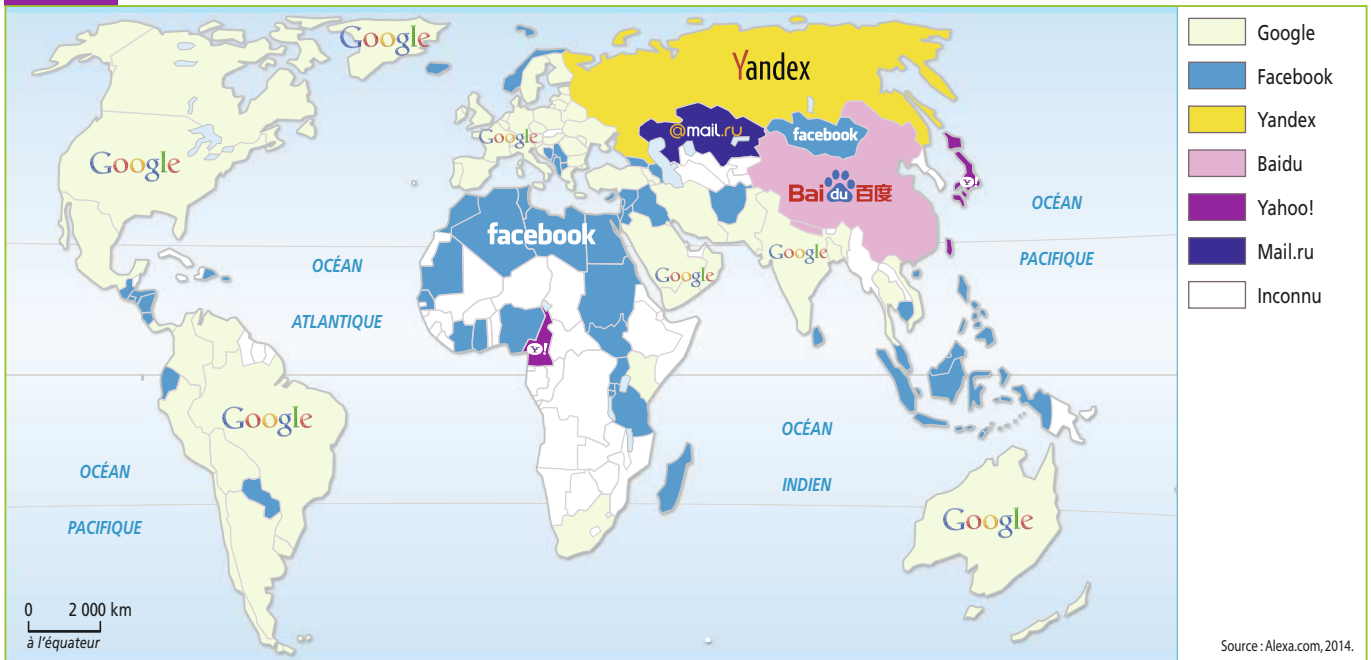 Google
Google
Google
Yandex
@mail.ru
facebook
Baidu 百度
Y!
facebook
Google
Google
Y!
Google
Google
OCÉAN
ATLANTIQUE
OCÉAN
PACIFIQUE
OCÉAN
INDIEN
OCÉAN
PACIFIQUE
0 2 000 km
à l'équateur
Google
Facebook
Yandex
Baidu
Yahoo!
Mail.ru
Inconnu
Source : Alexa.com, 2014.